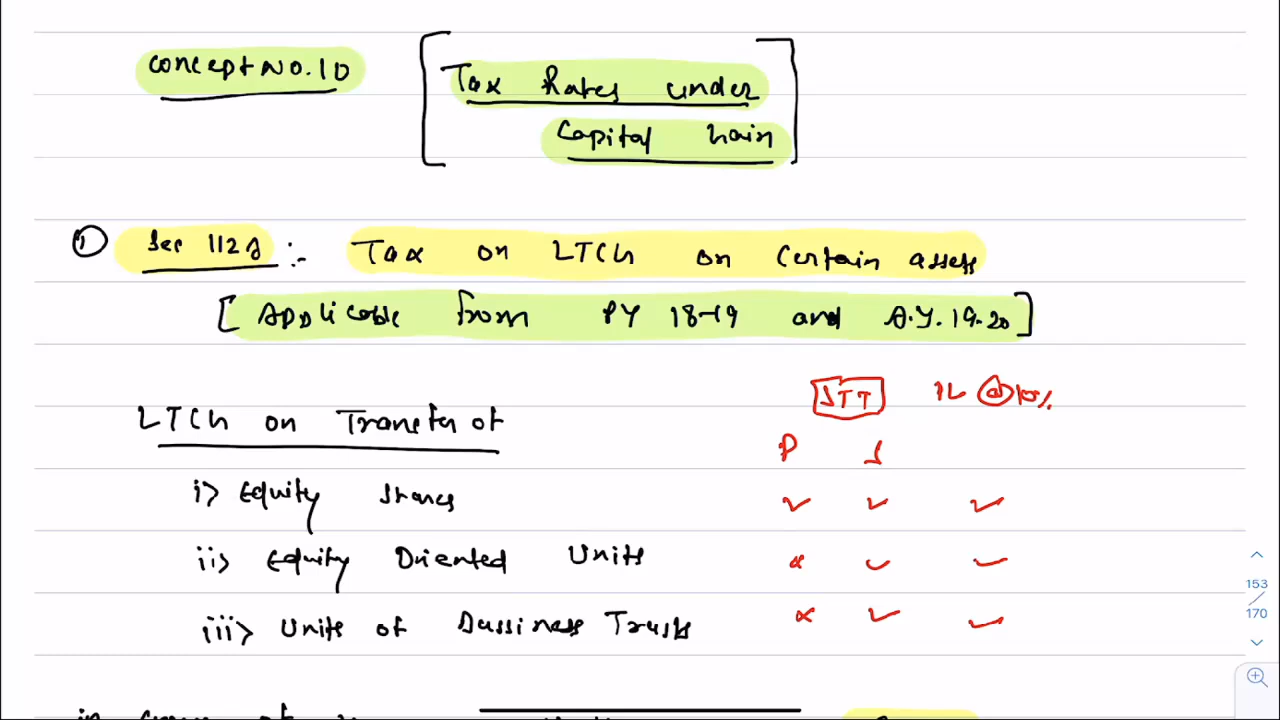 concept No. 10
Tax Rates under
Capital Gain
① Sec 112A :- Tax on LTCG on Certain assets
[ Applicable from PY 18-19 and A.Y. 19-20 ]
STT 1L @ 10%
LTCG on Transfer of
P S
i> Equity Shares ✓ ✓ ✓
ii> Equity Oriented Units × ✓ ✓
iii> Units of Bussiness Trusts × ✓ ✓
153
170